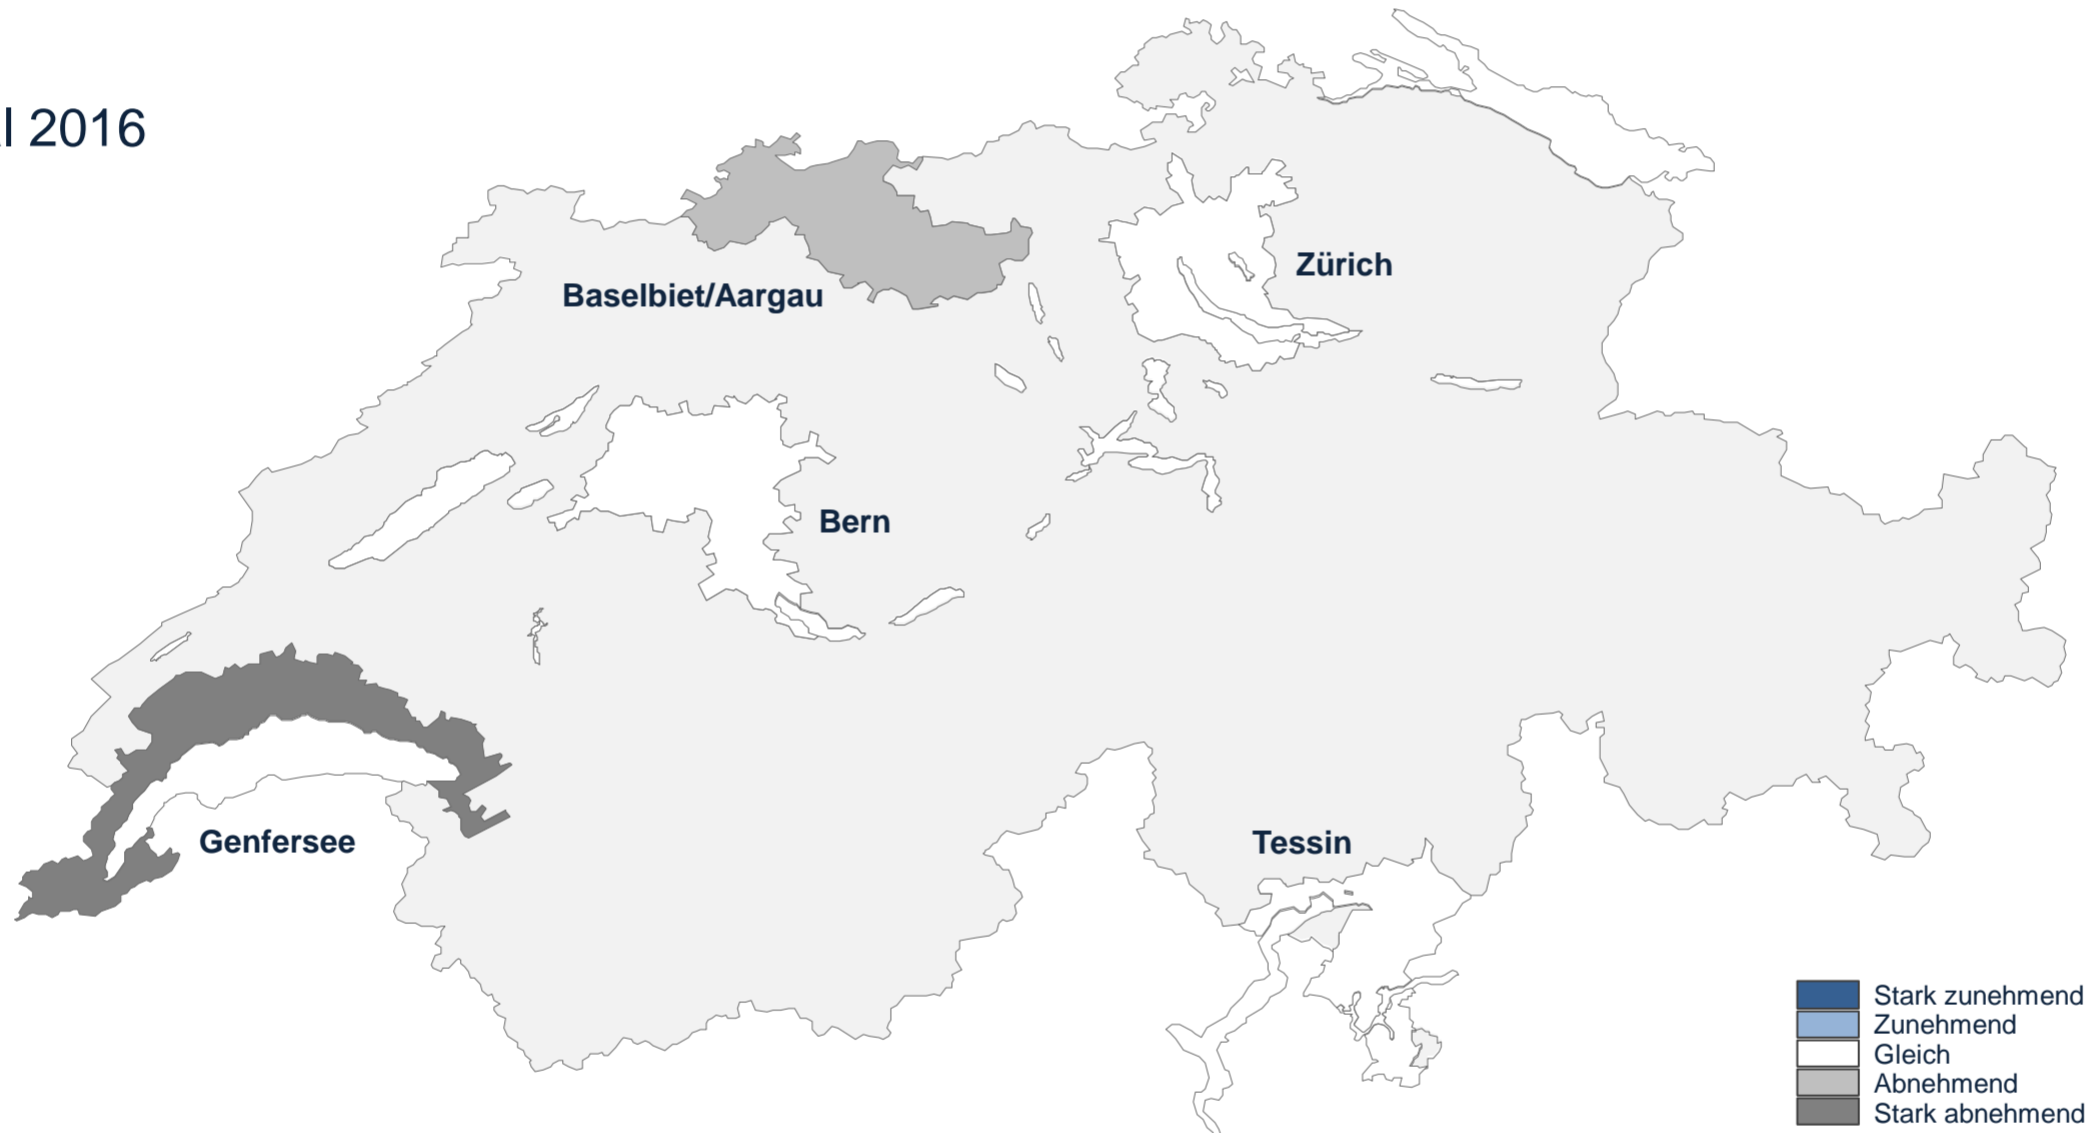 2016
Zürich
Baselbiet/Aargau
Bern
Genfersee
Tessin
Stark zunehmend
Zunehmend
Gleich
Abnehmend
Stark abnehmend